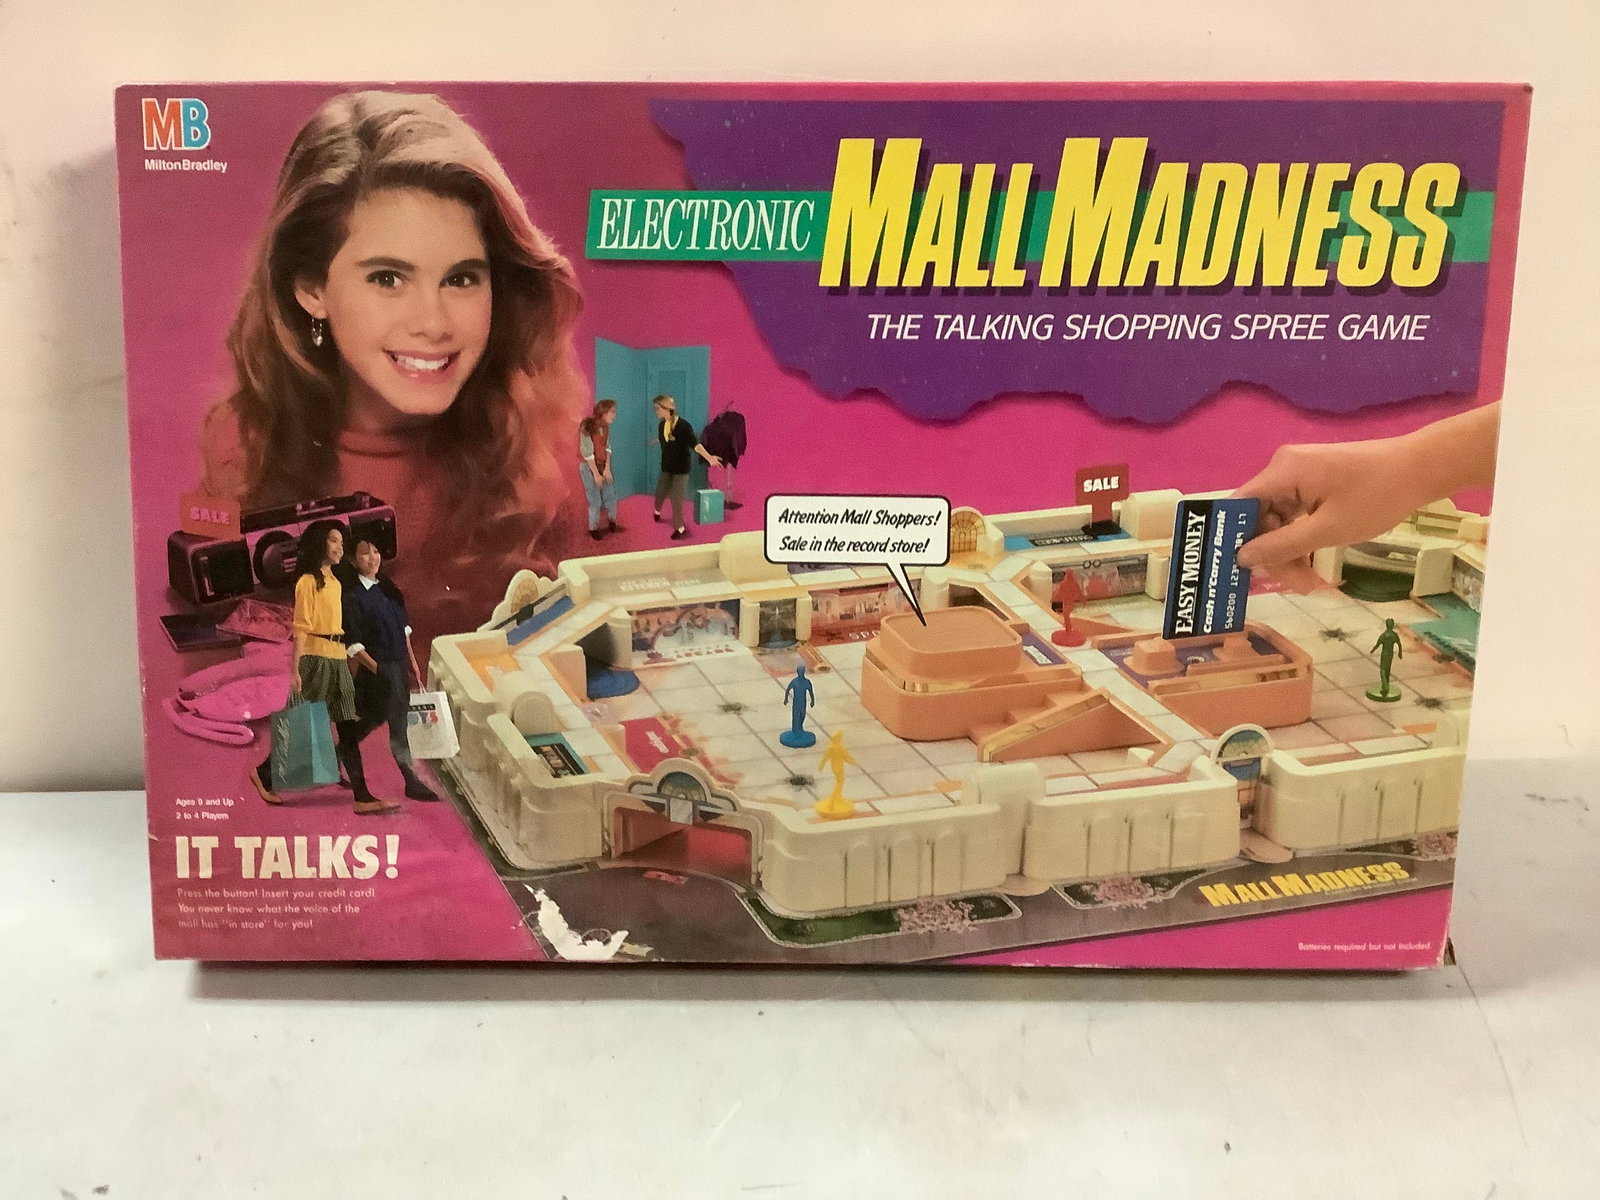 MB
Milton Bradley
ELECTRONIC MALL MADNESS
THE TALKING SHOPPING SPREE GAME
SALE
SALE
Attention Mall Shoppers!
Sale in the record store!
EASY MONEY
Cash n' Carry Bank
Ages 9 and Up
2 to 4 Players
IT TALKS!
Press the button! Insert your credit card!
You never know what the voice of the
mall has "in store" for you!
MALL MADNESS
Batteries required but not included.